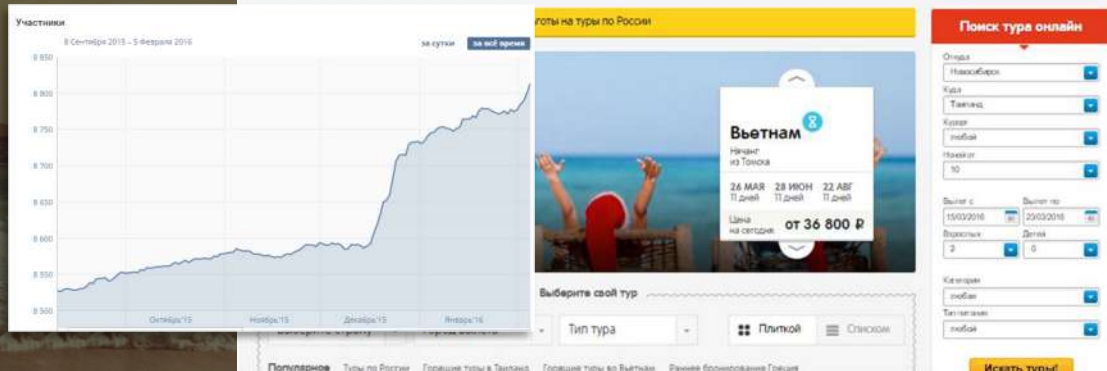 Участники
8 Сентября 2015 – 5 Февраля 2016
за сутки
за всё время
8 850
8 800
8 750
8 700
8 650
8 600
8 550
8 500
Октябрь'15
Ноябрь'15
Декабрь'15
Январь'16
на туры по России
Вьетнам
Нячанг
из Томска
26 МАЯ 28 ИЮН 22 АВГ
11 дней 11 дней 11 дней
Цена
на сегодня от 36 800 ₽
Выберите свой тур
Тип тура
Плиткой
Списком
Популярное Туры по России Горящие туры в Таиланд Горящие туры во Вьетнам Раннее бронирование Греция
Поиск тура онлайн
Откуда
Новосибирск
Куда
Таиланд
Курорт
любой
10
Вылет с Вылет по
15/03/2016 23/03/2016
Взрослых Детей
2 0
Категория
любая
Тип питания
любой
Искать туры!